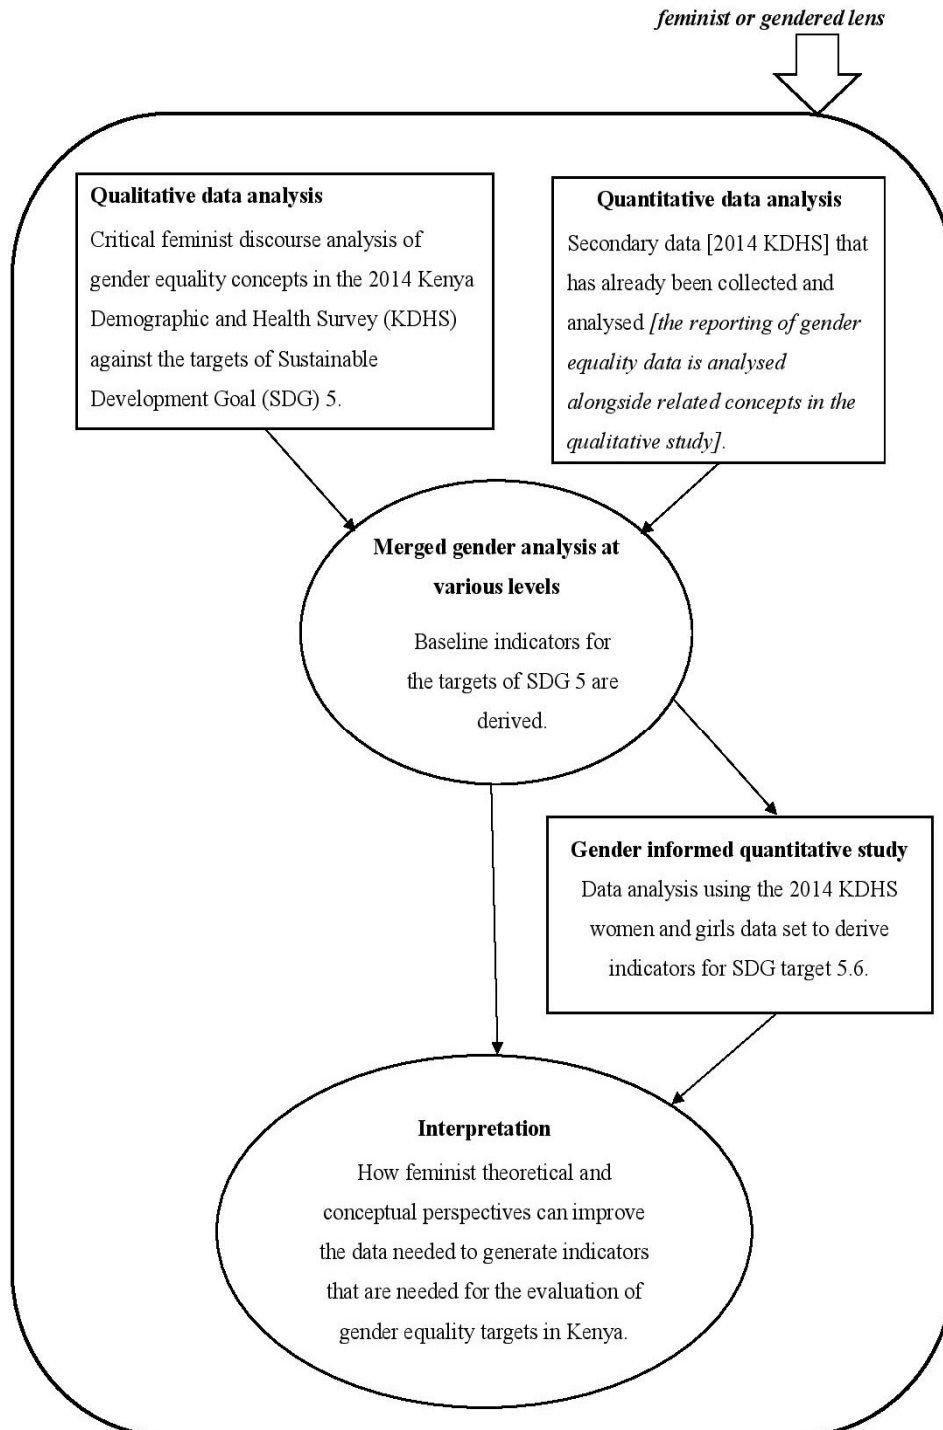 feminist or gendered lens
Qualitative data analysis
Critical feminist discourse analysis of
gender equality concepts in the 2014 Kenya
Demographic and Health Survey (KDHS)
against the targets of Sustainable
Development Goal (SDG) 5.
Quantitative data analysis
Secondary data [2014 KDHS] that
has already been collected and
analysed [the reporting of gender
equality data is analysed
alongside related concepts in the
qualitative study].
Merged gender analysis at
various levels
Baseline indicators for
the targets of SDG 5 are
derived.
Gender informed quantitative study
Data analysis using the 2014 KDHS
women and girls data set to derive
indicators for SDG target 5.6.
Interpretation
How feminist theoretical and
conceptual perspectives can improve
the data needed to generate indicators
that are needed for the evaluation of
gender equality targets in Kenya.